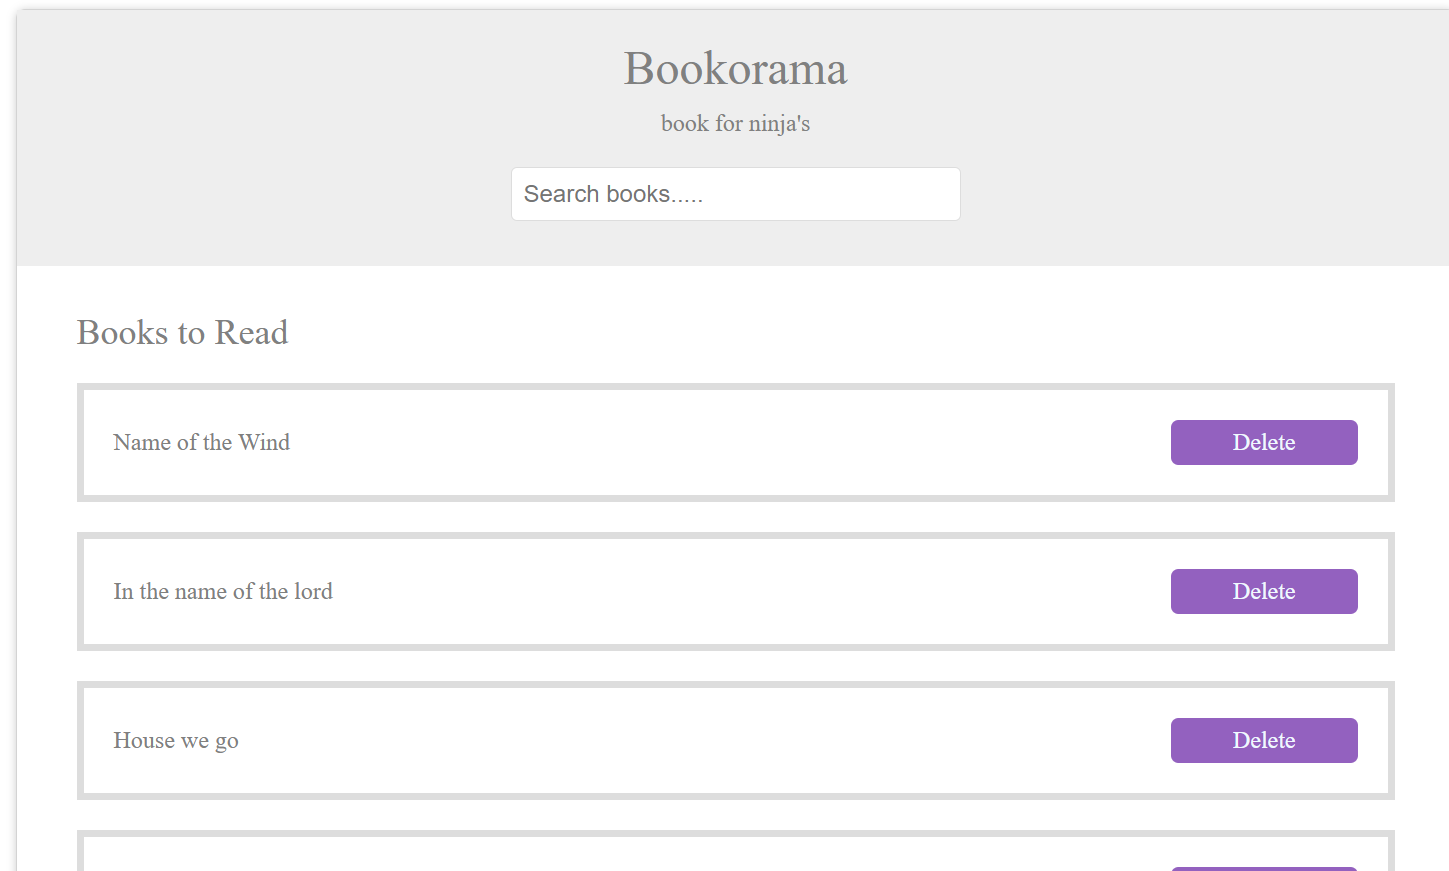 Bookorama
book for ninja's
Search books.....
Books to Read
Name of the Wind
Delete
In the name of the lord
Delete
House we go
Delete